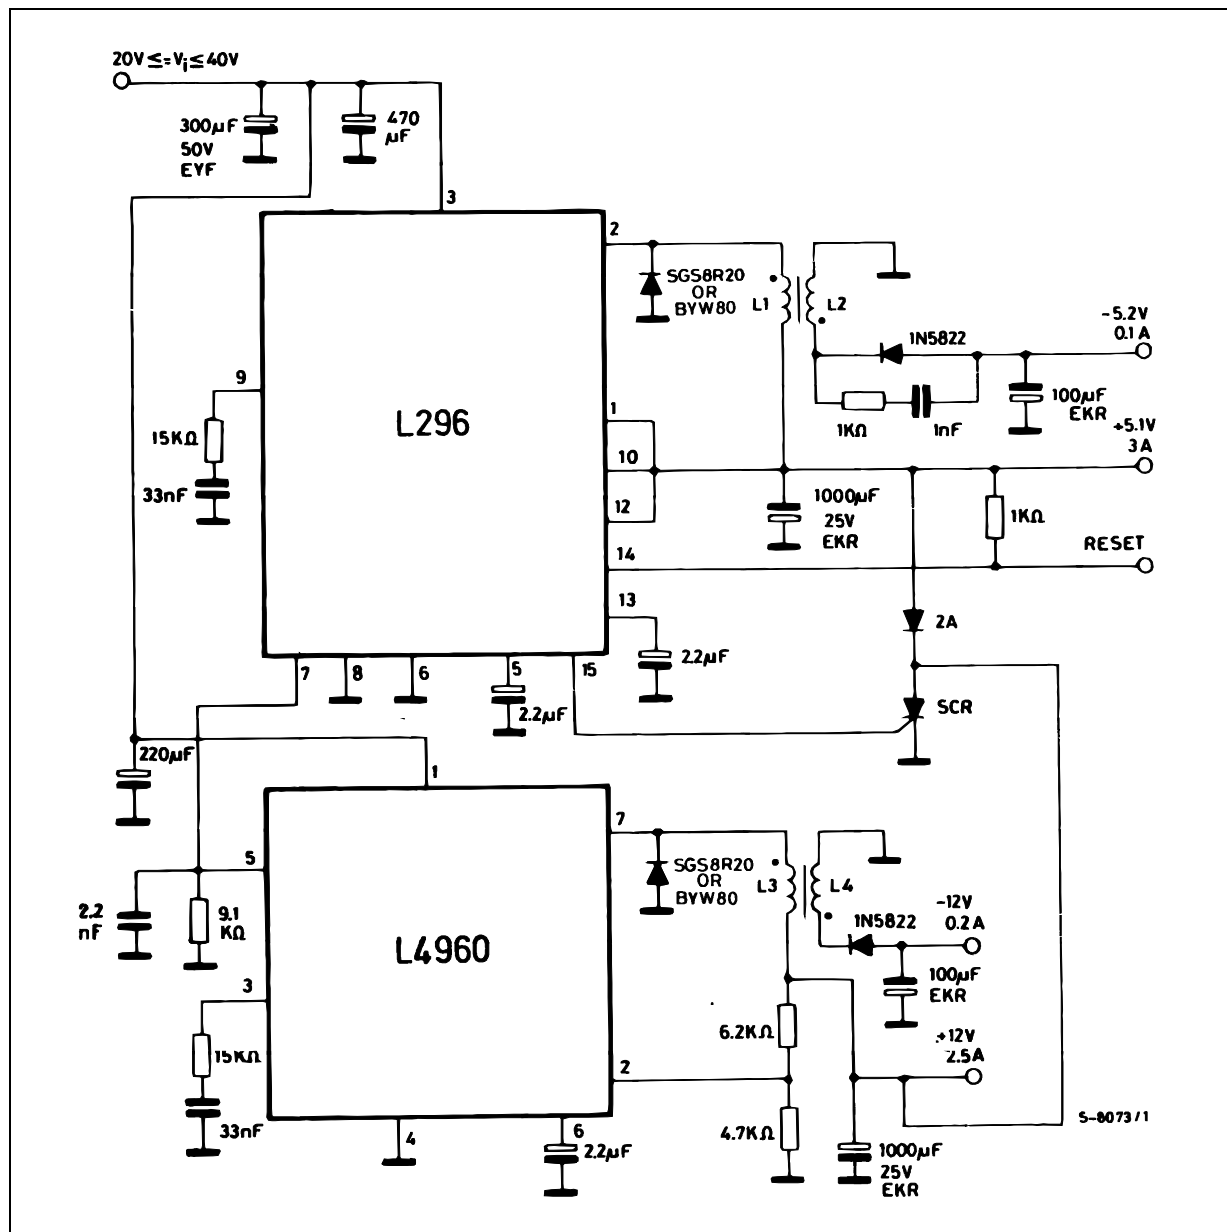 20V ≤=Vi≤ 40V
300µF
50V
EYF
470
µF
3
2
SGS8R20
OR
BYW80
L1
L2
1N5822
-5.2V
0.1A
1KΩ
1nF
100µF
EKR
9
15KΩ
33nF
L296
1
10
12
14
13
+5.1V
3A
1000µF
25V
EKR
1KΩ
RESET
2A
SCR
2.2µF
7
8
6
5
15
2.2µF
220µF
1
5
2.2
nF
9.1
KΩ
3
15KΩ
33nF
L4960
7
SGS8R20
OR
BYW80
L3
L4
1N5822
-12V
0.2A
100µF
EKR
6.2KΩ
+12V
2.5A
2
4.7KΩ
4
6
2.2µF
1000µF
25V
EKR
S-8073/1